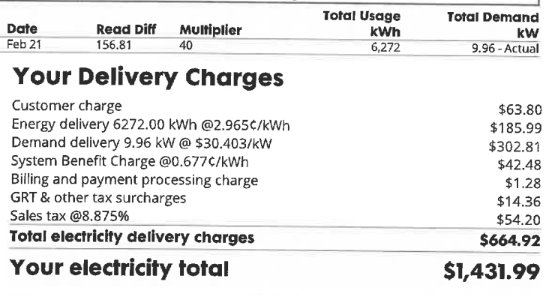 Total Usage Total Demand
Date Read Diff Multiplier kWh kW
Feb 21 156.81 40 6,272 9.96 - Actual
Your Delivery Charges
Customer charge $63.80
Energy delivery 6272.00 kWh @2.965¢/kWh $185.99
Demand delivery 9.96 kW @ $30.403/kW $302.81
System Benefit Charge @0.677¢/kWh $42.48
Billing and payment processing charge $1.28
GRT & other tax surcharges $14.36
Sales tax @8.875% $54.20
Total electricity delivery charges $664.92
Your electricity total $1,431.99